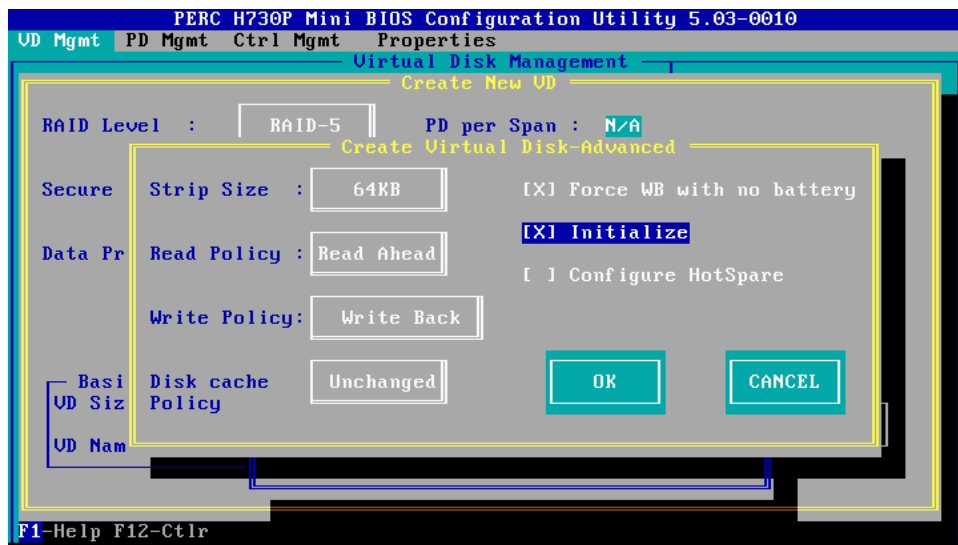 PERC H730P Mini BIOS Configuration Utility 5.03-0010
VD Mgmt PD Mgmt Ctrl Mgmt Properties
Virtual Disk Management
Create New VD
RAID Level : RAID-5 PD per Span : N/A
Create Virtual Disk-Advanced
Secure Strip Size : 64KB [X] Force WB with no battery
[X] Initialize
Data Pr Read Policy : Read Ahead
[ ] Configure HotSpare
Write Policy: Write Back
Basi Disk cache Unchanged OK CANCEL
VD Siz Policy
VD Nam
F1-Help F12-Ctlr